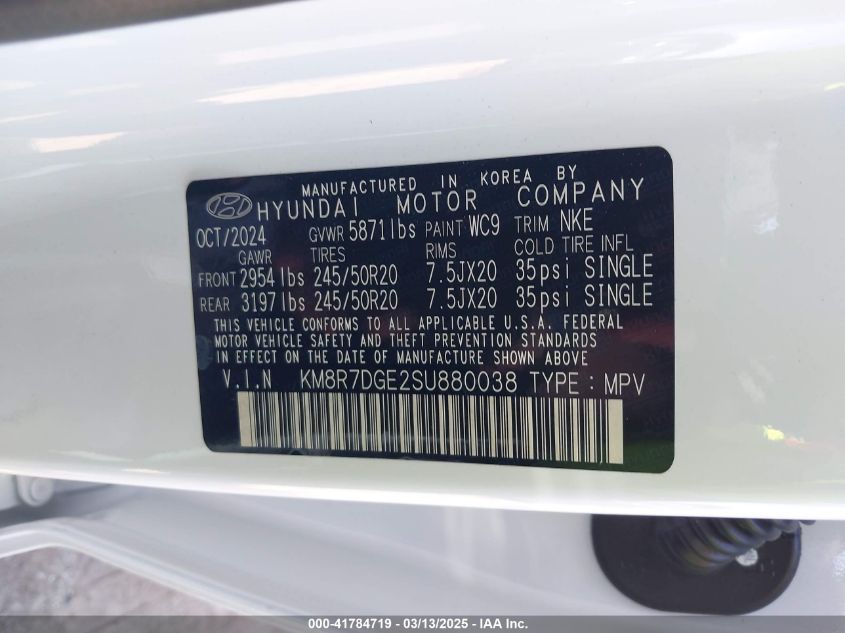 MANUFACTURED IN KOREA BY
HYUNDAI MOTOR COMPANY
OCT/2024 GVWR 5871lbs PAINT WC9 TRIM NKE
GAWR TIRES RIMS COLD TIRE INFL
FRONT 2954lbs 245/50R20 7.5JX20 35psi SINGLE
REAR 3197lbs 245/50R20 7.5JX20 35psi SINGLE
THIS VEHICLE CONFORMS TO ALL APPLICABLE U.S.A. FEDERAL
MOTOR VEHICLE SAFETY AND THEFT PREVENTION STANDARDS
IN EFFECT ON THE DATE OF MANUFACTURE SHOWN ABOVE
V.I.N KM8R7DGE2SU880038 TYPE : MPV
000-41784719 - 03/13/2025 - IAA Inc.